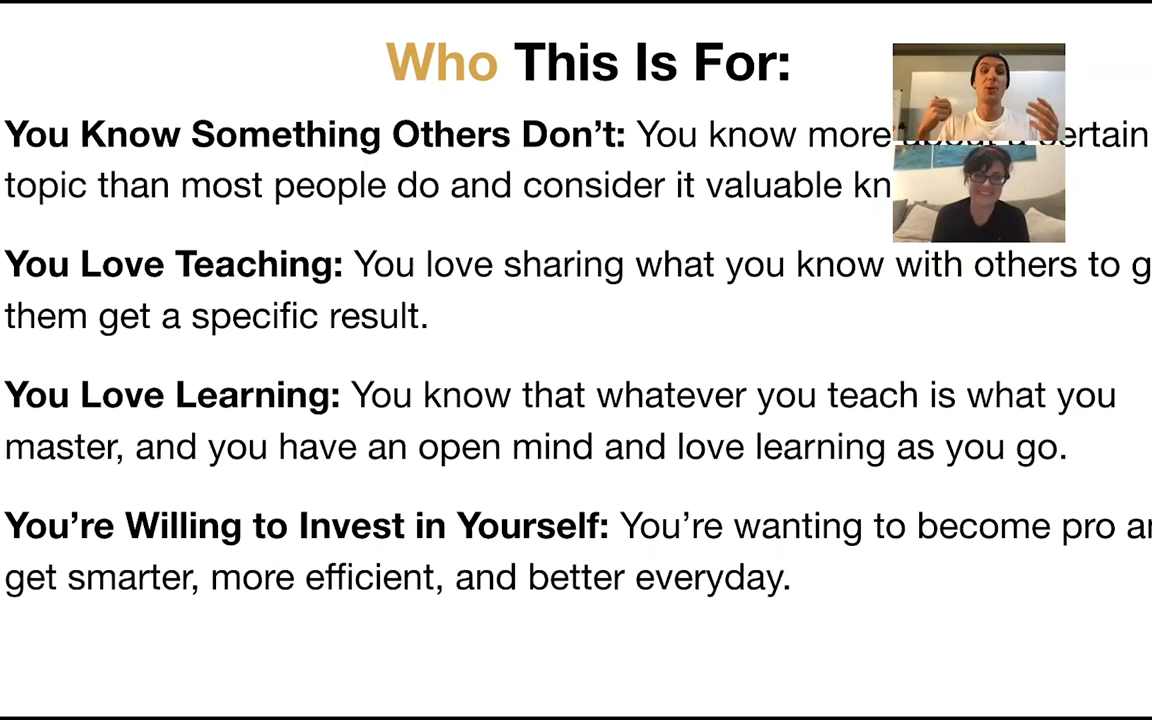 Who This Is For:
You Know Something Others Don't: You know more about a certain
topic than most people do and consider it valuable kn
You Love Teaching: You love sharing what you know with others to g
them get a specific result.
You Love Learning: You know that whatever you teach is what you
master, and you have an open mind and love learning as you go.
You're Willing to Invest in Yourself: You're wanting to become pro an
get smarter, more efficient, and better everyday.